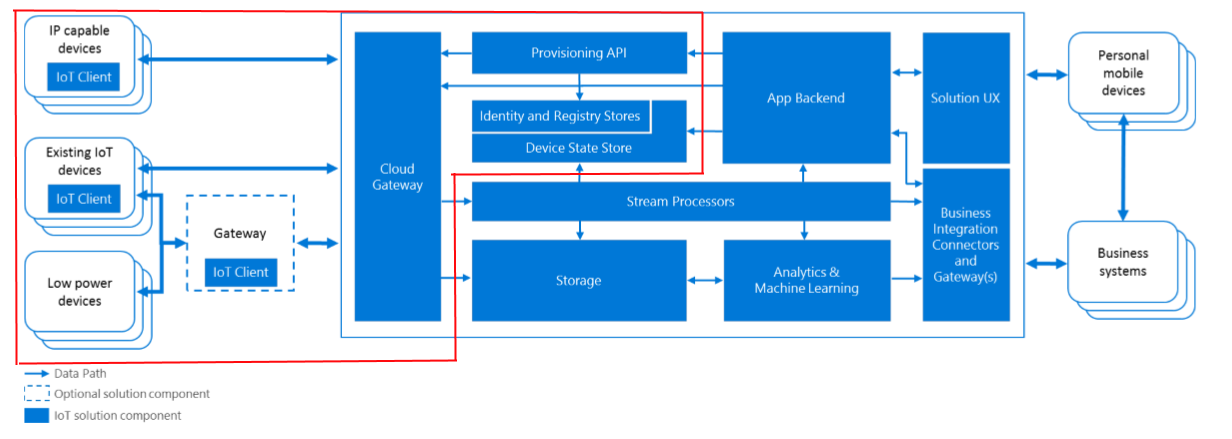 IP capable
devices
IoT Client
Existing IoT
devices
IoT Client
Low power
devices
Gateway
IoT Client
Cloud
Gateway
Provisioning API
Identity and Registry Stores
Device State Store
App Backend
Solution UX
Stream Processors
Storage
Analytics &
Machine Learning
Business
Integration
Connectors
and
Gateway(s)
Personal
mobile
devices
Business
systems
Data Path
Optional solution component
IoT solution component